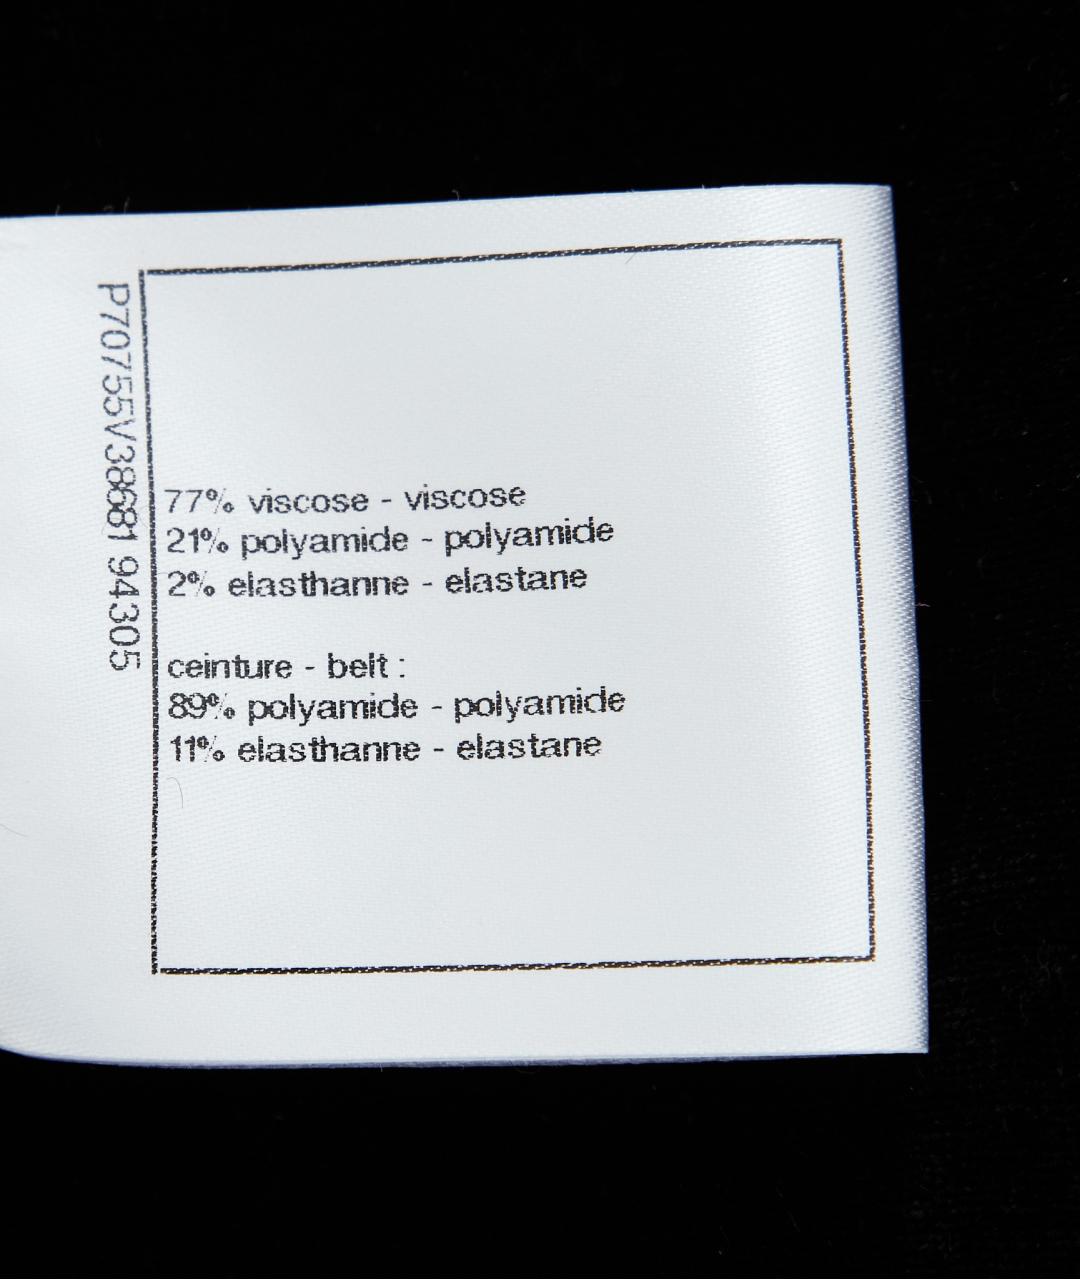 P70755V38681 94305
77% viscose - viscose
21% polyamide - polyamide
2% elasthanne - elastane
ceinture - belt :
89% polyamide - polyamide
11% elasthanne - elastane